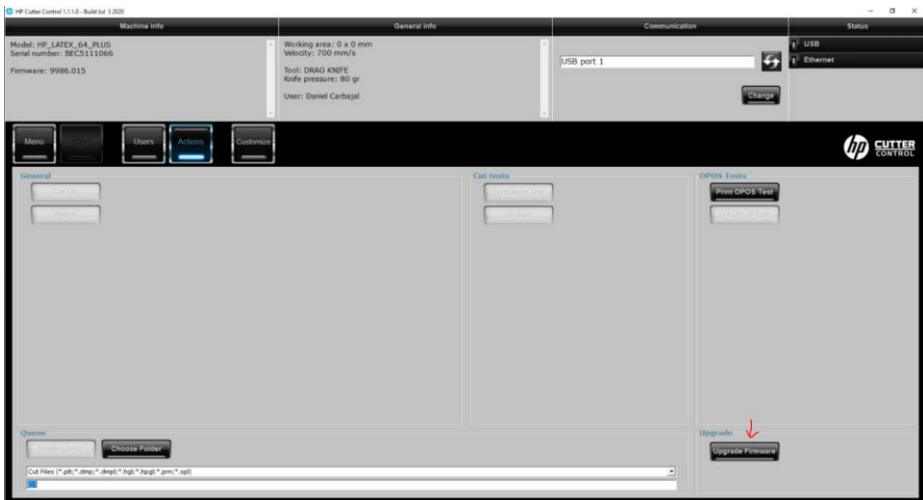 HP Cutter Control 1.1.1.0 - Build Jul 3 2020
Machine info
General info
Communication
Status
Model: HP_LATEX_64_PLUS
Serial number: BEC5111066
Firmware: 9986.015
Working area: 0 x 0 mm
Velocity: 700 mm/s
Tool: DRAG KNIFE
Knife pressure: 80 gr
User: Daniel Carbajal
USB port 1
Change
USB
Ethernet
Menu
Users
Actions
Customize
hp CUTTER
CONTROL
General
Cut tests
OPOS Tests
Print OPOS Test
Queue
Choose Folder
Cut Files (*.plt;*.dmp;*.dmpl;*.hgl;*.hpgl;*.prn;*.spl)
Upgrade
Upgrade Firmware